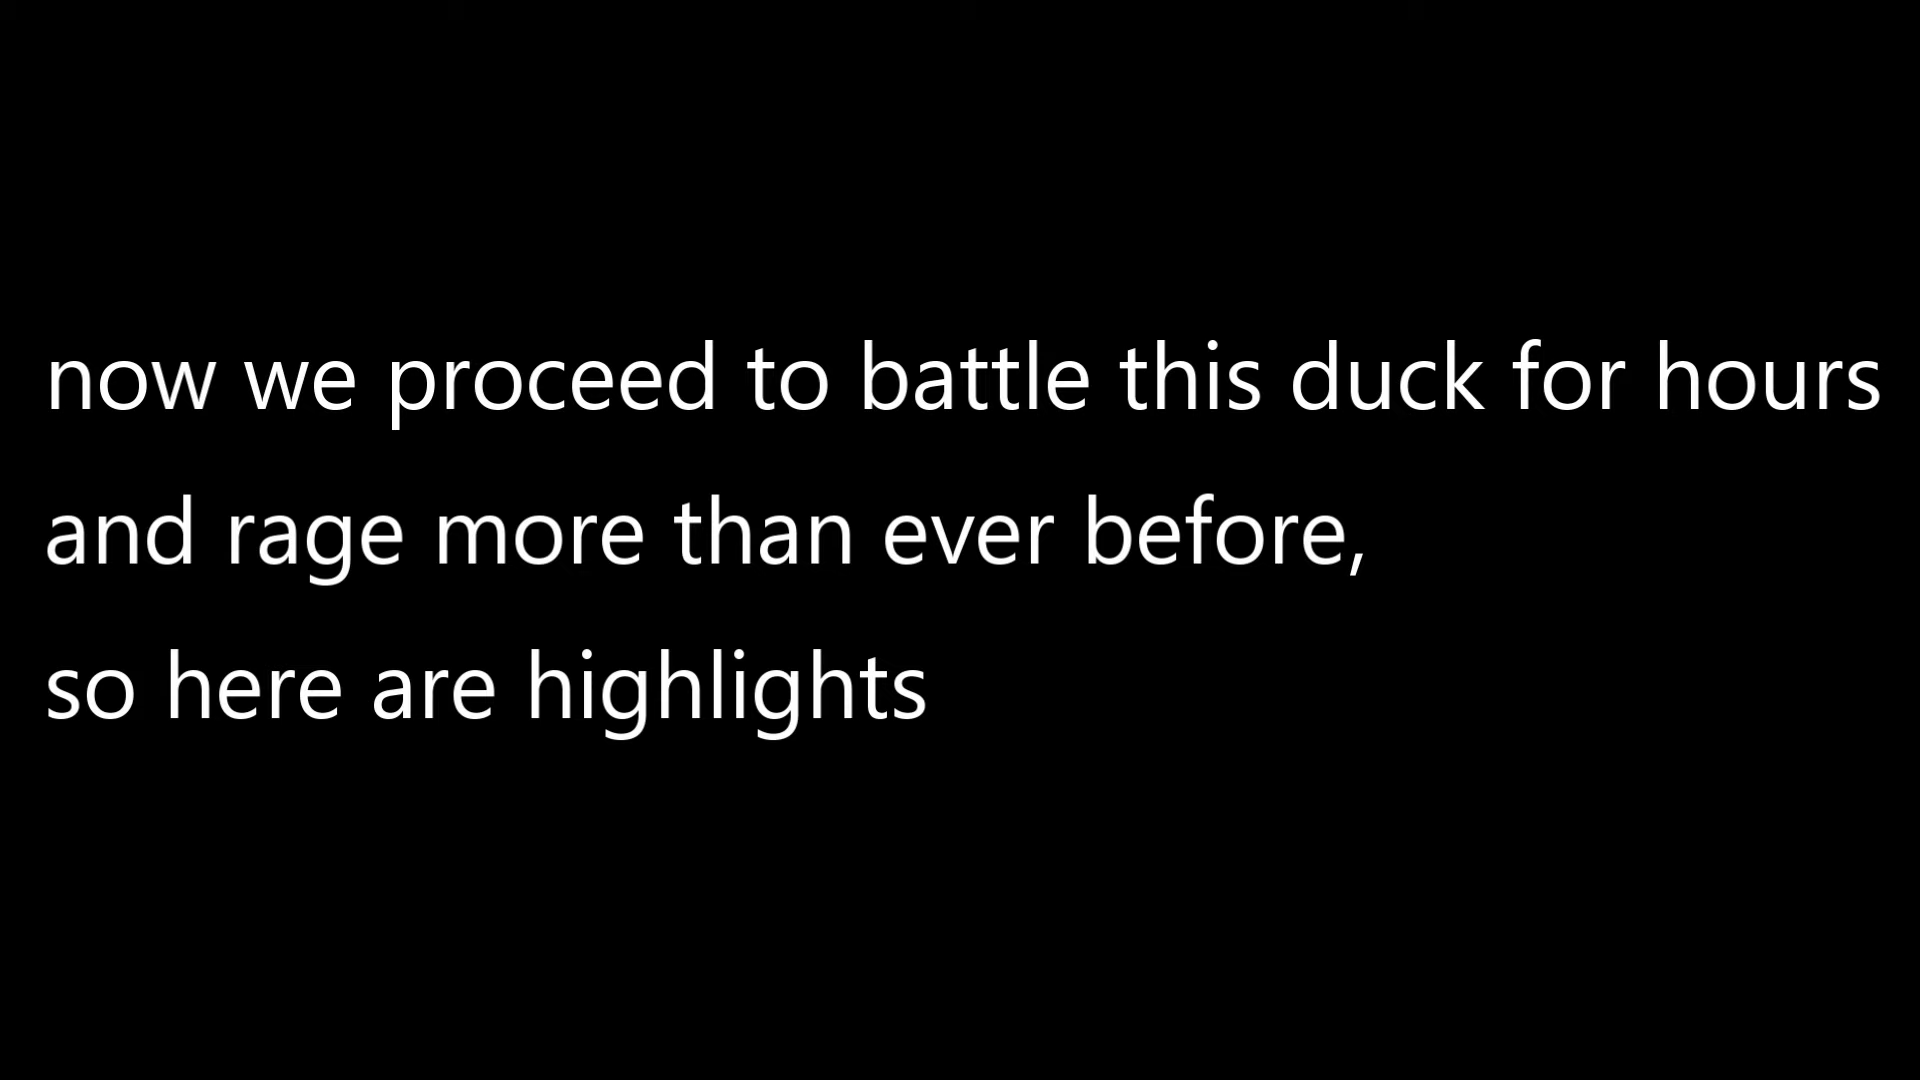 now we proceed to battle this duck for hours
and rage more than ever before,
so here are highlights